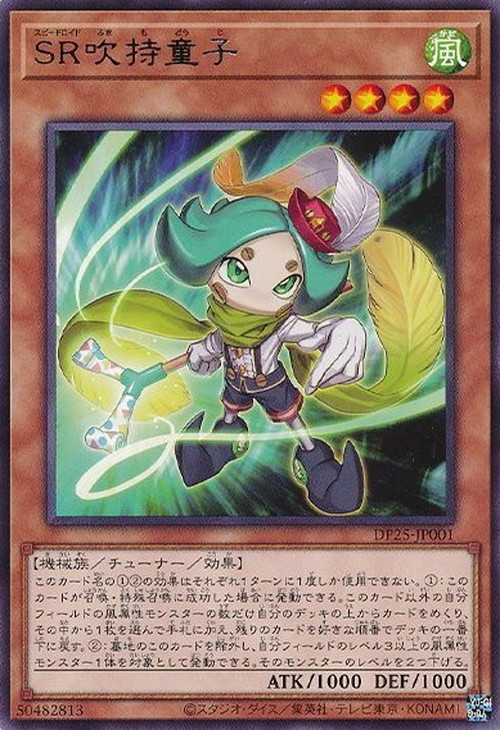 スピードロイド ふき もち どうじ
SR吹持童子
かぜ
風
DP25-JP001
【機械族/チューナー/効果】
このカード名の①②の効果はそれぞれ1ターンに1度しか使用できない。①:この
カードが召喚・特殊召喚に成功した場合に発動できる。このカード以外の自分
フィールドの風属性モンスターの数だけ自分のデッキの上からカードをめくり、
その中から1枚を選んで手札に加え、残りのカードを好きな順番でデッキの一番
下に戻す。②:墓地のこのカードを除外し、自分フィールドのレベル3以上の風属性
モンスター1体を対象として発動できる。そのモンスターのレベルを2つ下げる。
ATK/1000 DEF/1000
50482813
©スタジオ・ダイス/集英社・テレビ東京・KONAMI